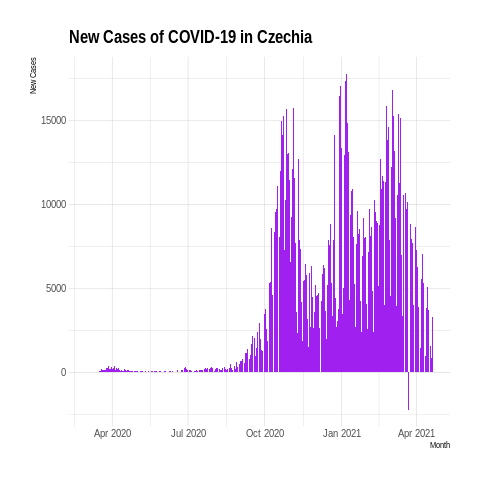 New Cases of COVID-19 in Czechia
New Cases
15000
10000
5000
0
Apr 2020 Jul 2020 Oct 2020 Jan 2021 Apr 2021
Month